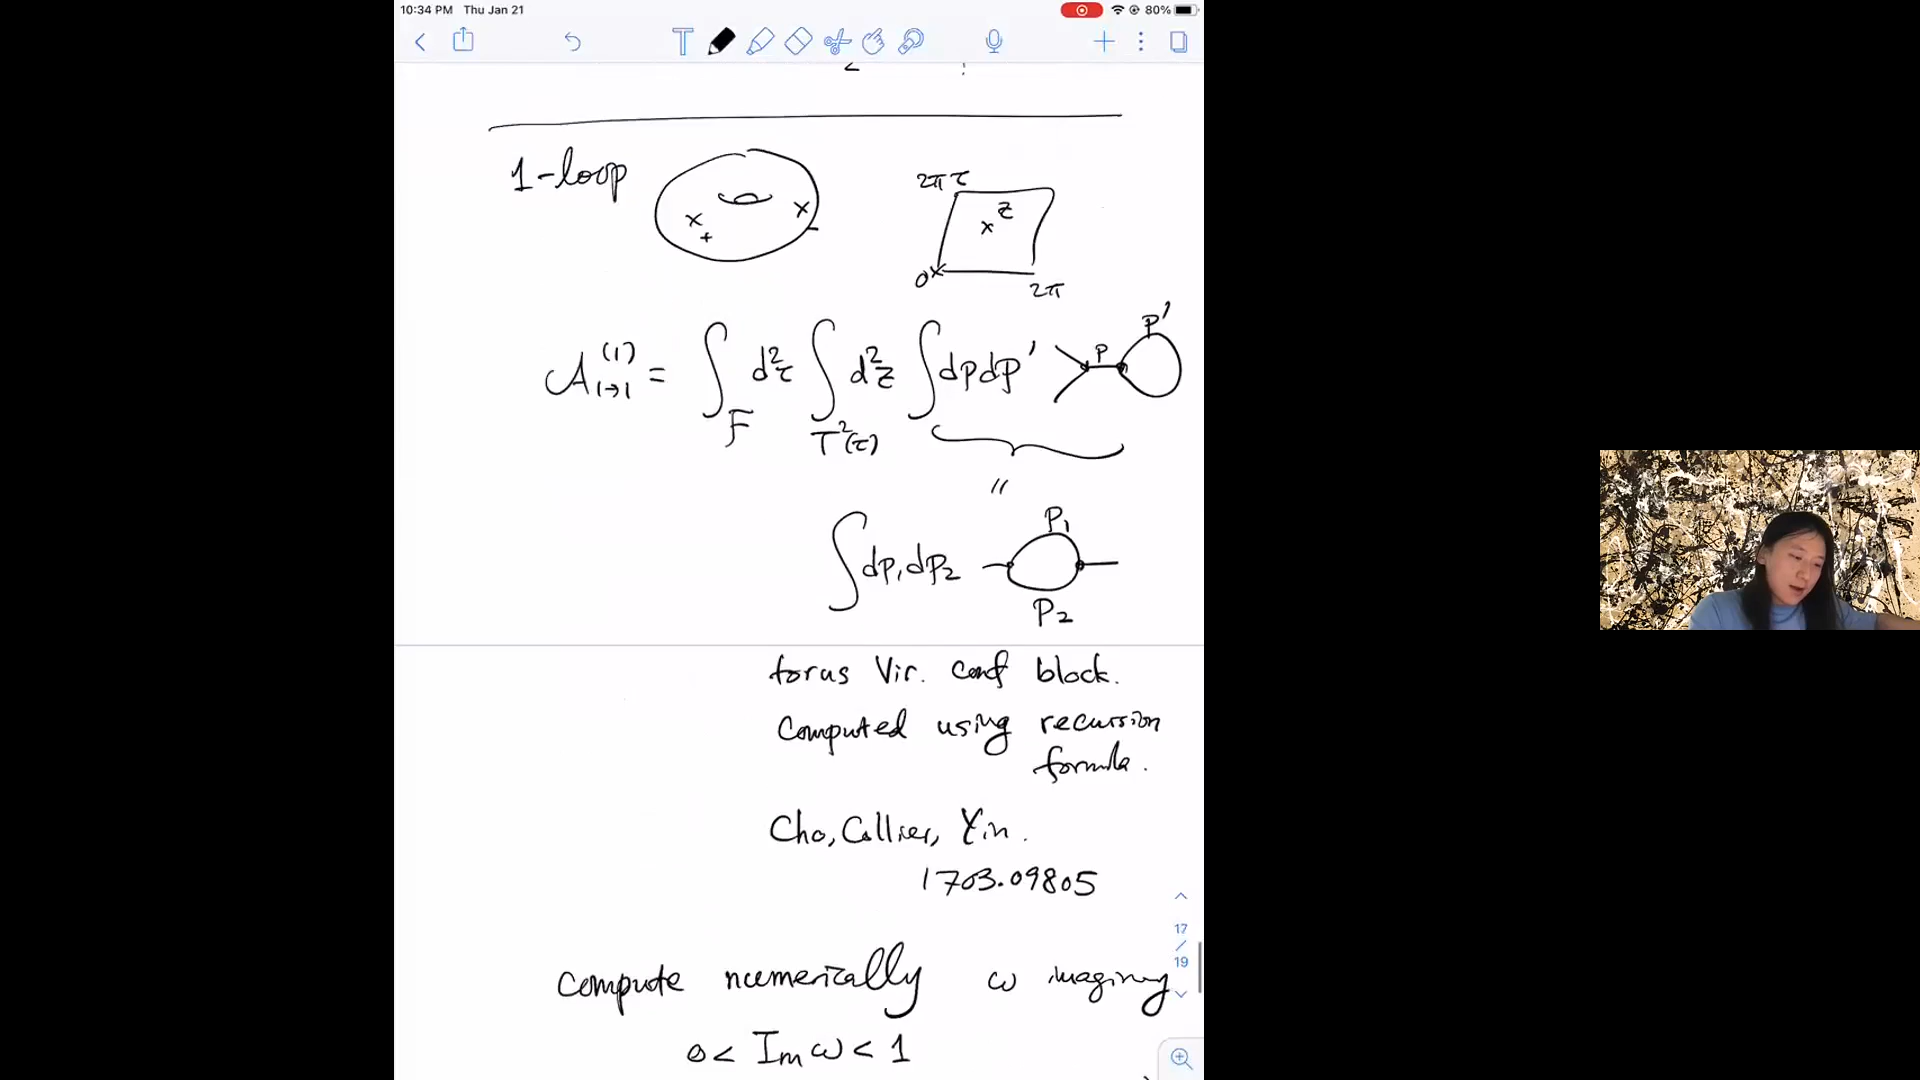 10:34 PM Thu Jan 21 80%
1-loop
2πτ
z
0
2π
A^(1)_1→1 = ∫_F d²τ ∫_T²(τ) d²z ∫dPdP' P P'
"
∫dP₁dP₂ P₁ P₂
torus Vir. conf block.
Computed using recursion
formula.
Cho, Collier, Yin.
1703.09805
17
/
19
compute numerically ω imaginary
0 < Im ω < 1